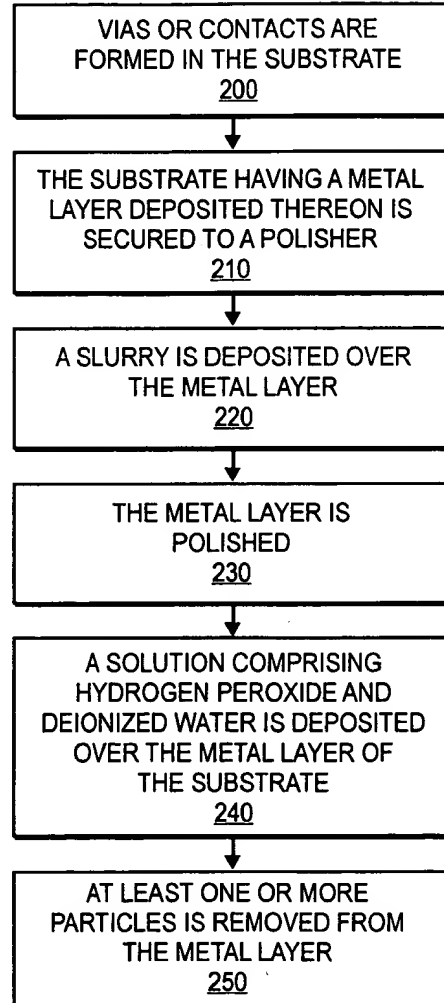 VIAS OR CONTACTS ARE
FORMED IN THE SUBSTRATE
200
THE SUBSTRATE HAVING A METAL
LAYER DEPOSITED THEREON IS
SECURED TO A POLISHER
210
A SLURRY IS DEPOSITED OVER
THE METAL LAYER
220
THE METAL LAYER IS
POLISHED
230
A SOLUTION COMPRISING
HYDROGEN PEROXIDE AND
DEIONIZED WATER IS DEPOSITED
OVER THE METAL LAYER OF
THE SUBSTRATE
240
AT LEAST ONE OR MORE
PARTICLES IS REMOVED FROM
THE METAL LAYER
250